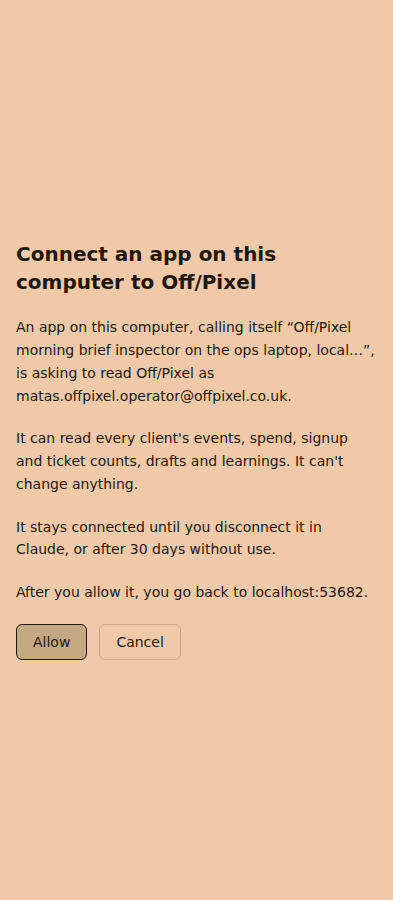 Connect an app on this
computer to Off/Pixel
An app on this computer, calling itself “Off/Pixel
morning brief inspector on the ops laptop, local…”,
is asking to read Off/Pixel as
matas.offpixel.operator@offpixel.co.uk.
It can read every client's events, spend, signup
and ticket counts, drafts and learnings. It can't
change anything.
It stays connected until you disconnect it in
Claude, or after 30 days without use.
After you allow it, you go back to localhost:53682.
Allow
Cancel